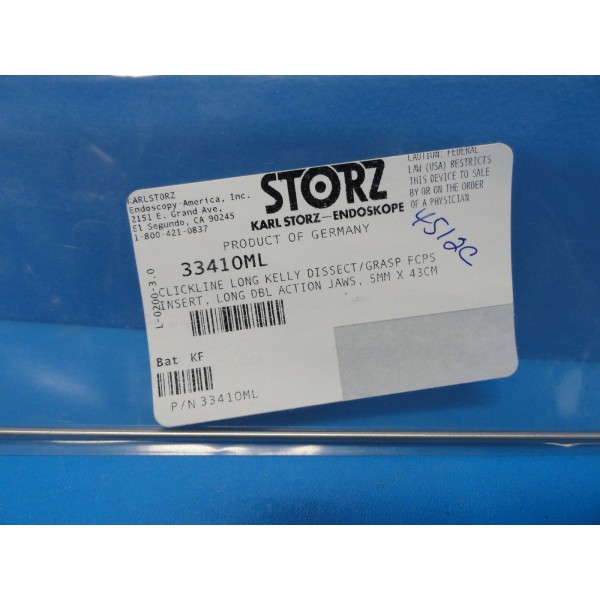 KARLSTORZ
Endoscopy-America, Inc.
2151 E. Grand Ave.
El Segundo, CA 90245
1-800-421-0837
STORZ
KARL STORZ—ENDOSKOPE
CAUTION: FEDERAL
LAW (USA) RESTRICTS
THIS DEVICE TO SALE
BY OR ON THE ORDER
OF A PHYSICIAN
PRODUCT OF GERMANY
4512C
33410ML
L-0200-3.0
CLICKLINE LONG KELLY DISSECT/GRASP FCPS
INSERT, LONG DBL ACTION JAWS, 5MM X 43CM
Bat KF
P/N 33410ML